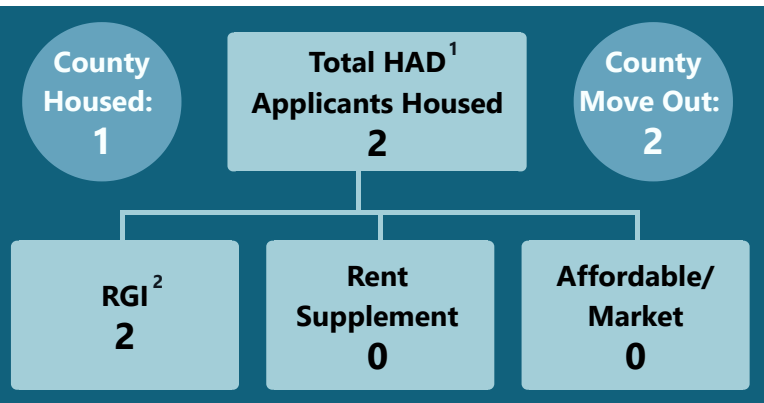 County
Housed:
1
Total HAD1
Applicants Housed
2
County
Move Out:
2
RGI2
2
Rent
Supplement
0
Affordable/
Market
0